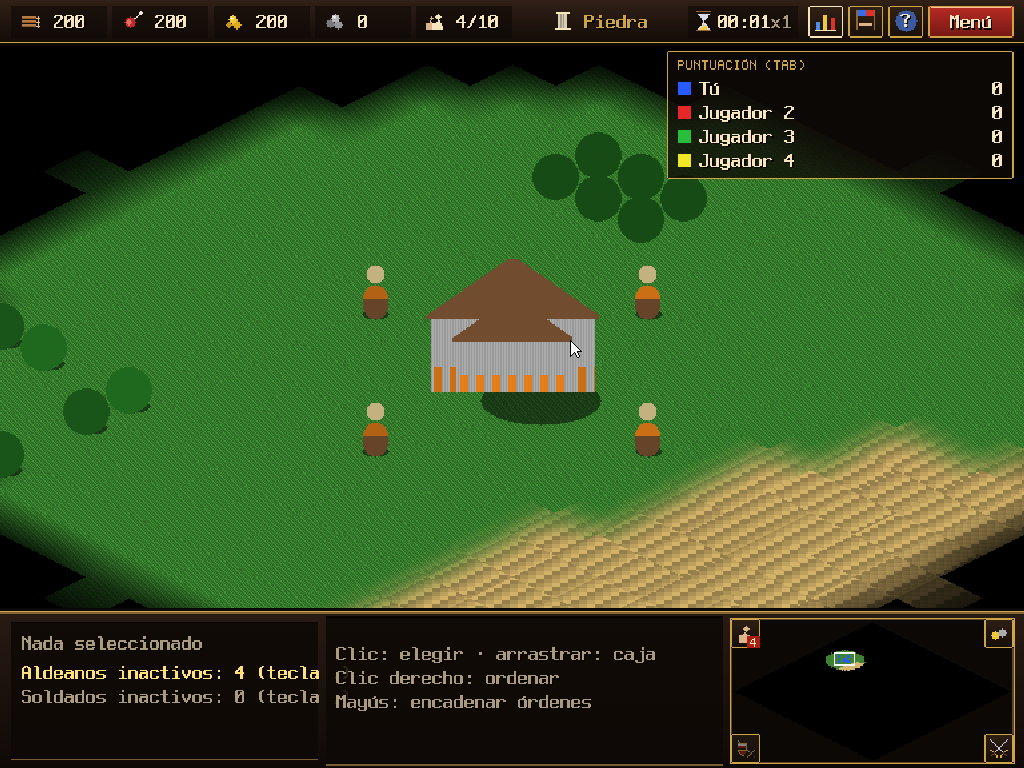 200 200 200 0 4/10 Piedra 00:01x1 ? Menú
PUNTUACIÓN (TAB)
Tú 0
Jugador 2 0
Jugador 3 0
Jugador 4 0
Nada seleccionado
Aldeanos inactivos: 4 (tecla
Soldados inactivos: 0 (tecla
Clic: elegir · arrastrar: caja
Clic derecho: ordenar
Mayús: encadenar órdenes
4